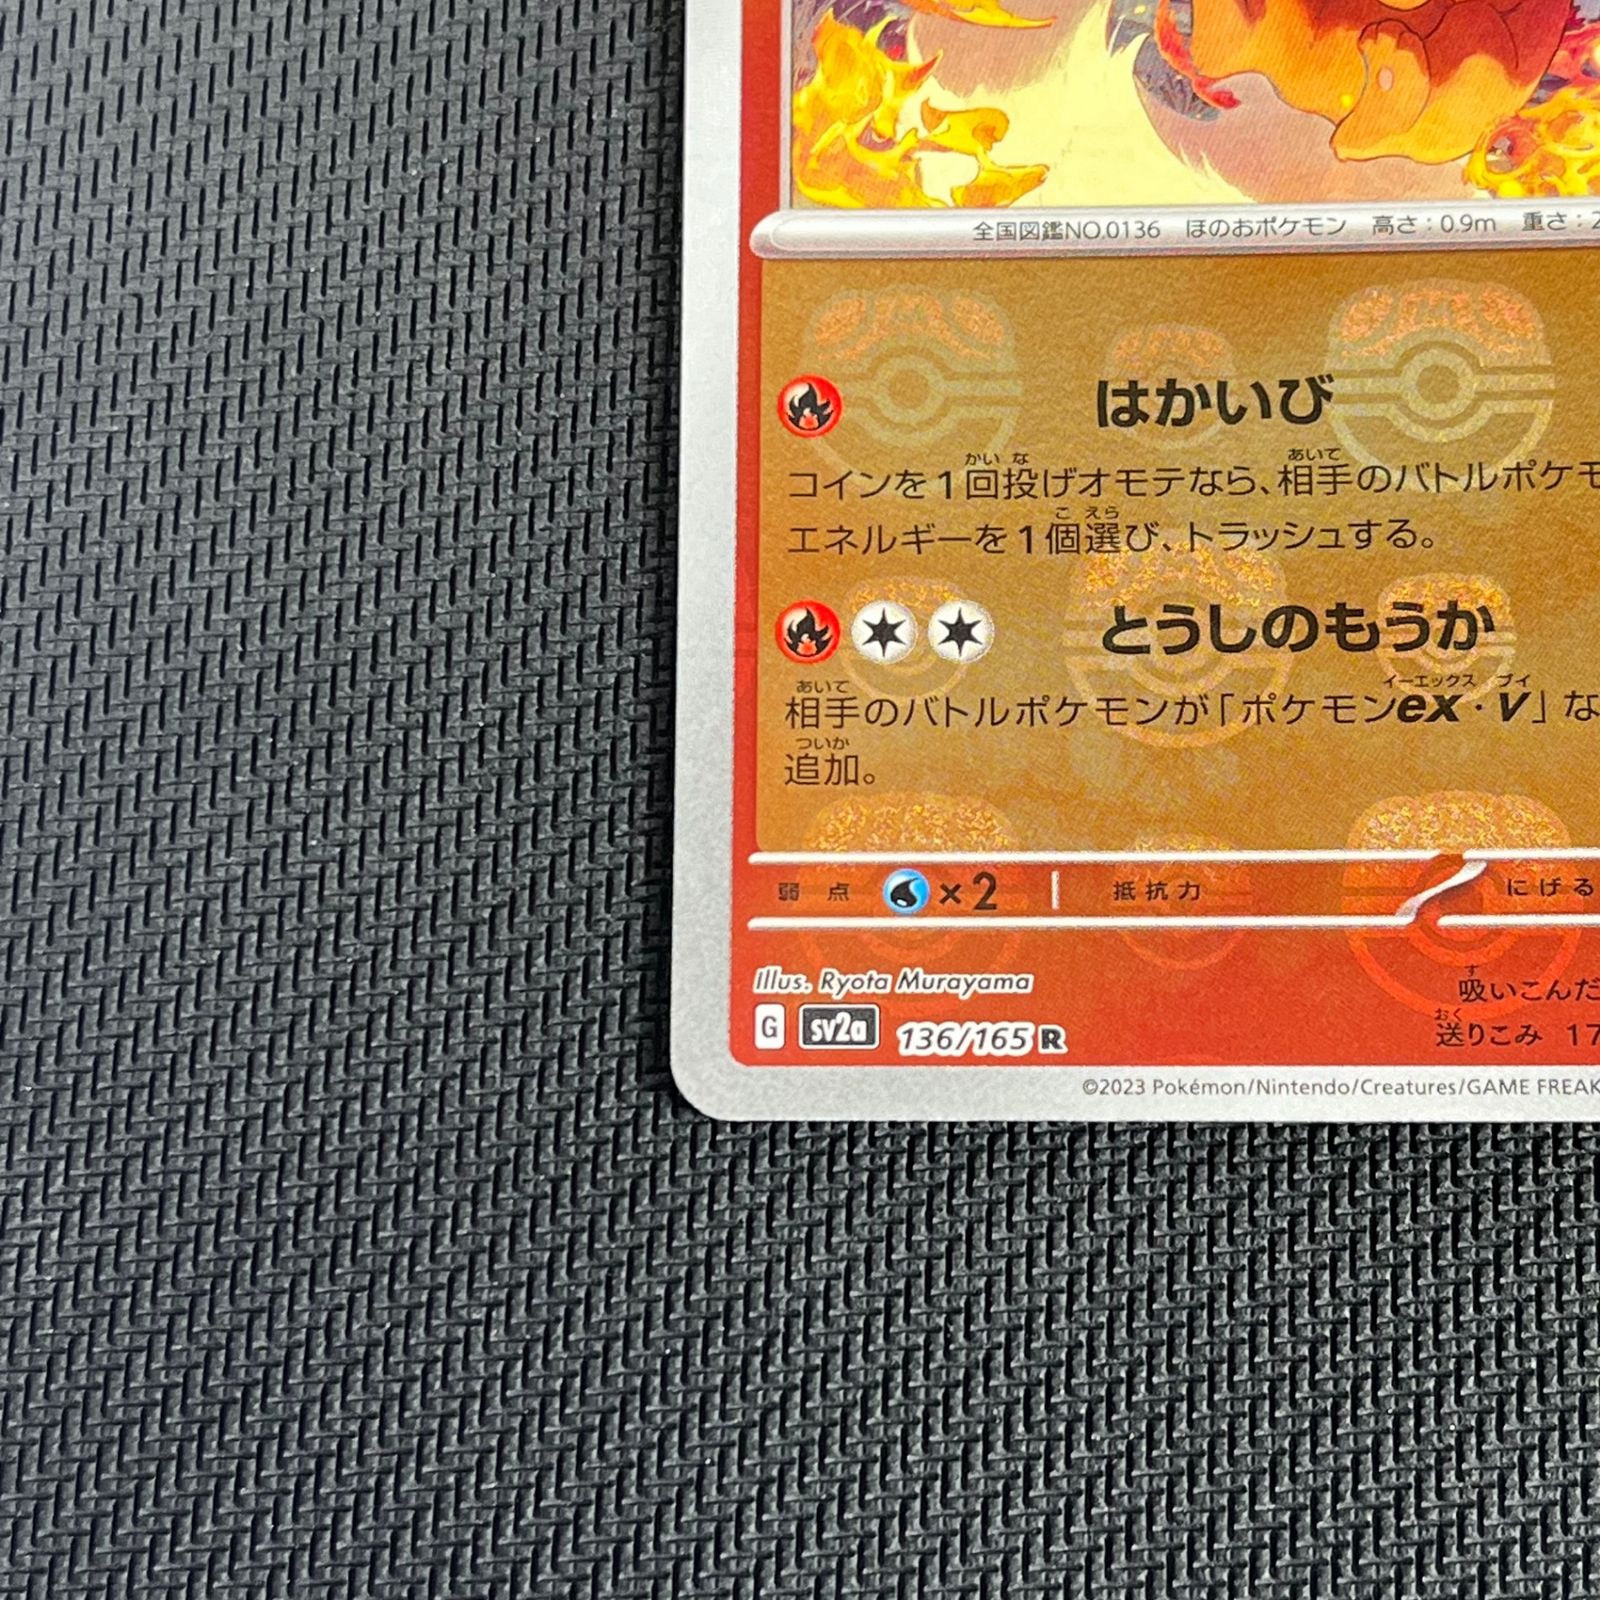 全国図鑑NO.0136 ほのおポケモン 高さ:0.9m 重さ:2
はかいび
かい な あいて
コインを1回投げオモテなら、相手のバトルポケモ
こ えら
エネルギーを1個選び、トラッシュする。
とうしのもうか
あいて イーエックス ブイ
相手のバトルポケモンが「ポケモンex・V」な
ついか
追加。
弱点 ×2 抵抗力 にげる
Illus. Ryota Murayama
す
吸いこんだ
G sv2a 136/165 R
おく
送りこみ 17
©2023 Pokémon/Nintendo/Creatures/GAME FREAK